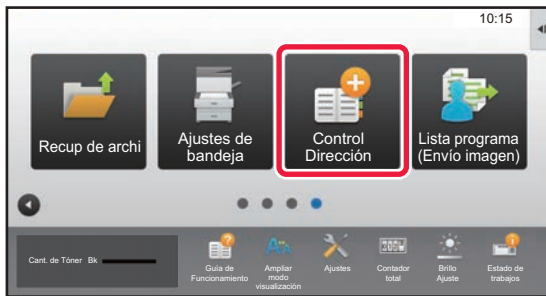 10:15
Recup de archi
Ajustes de
bandeja
Control
Dirección
Lista programa
(Envío imagen)
Cant. de Tóner Bk
Guía de
Funcionamiento
Ampliar
modo
visualización
Ajustes
Contador
total
Brillo
Ajuste
Estado de
trabajos